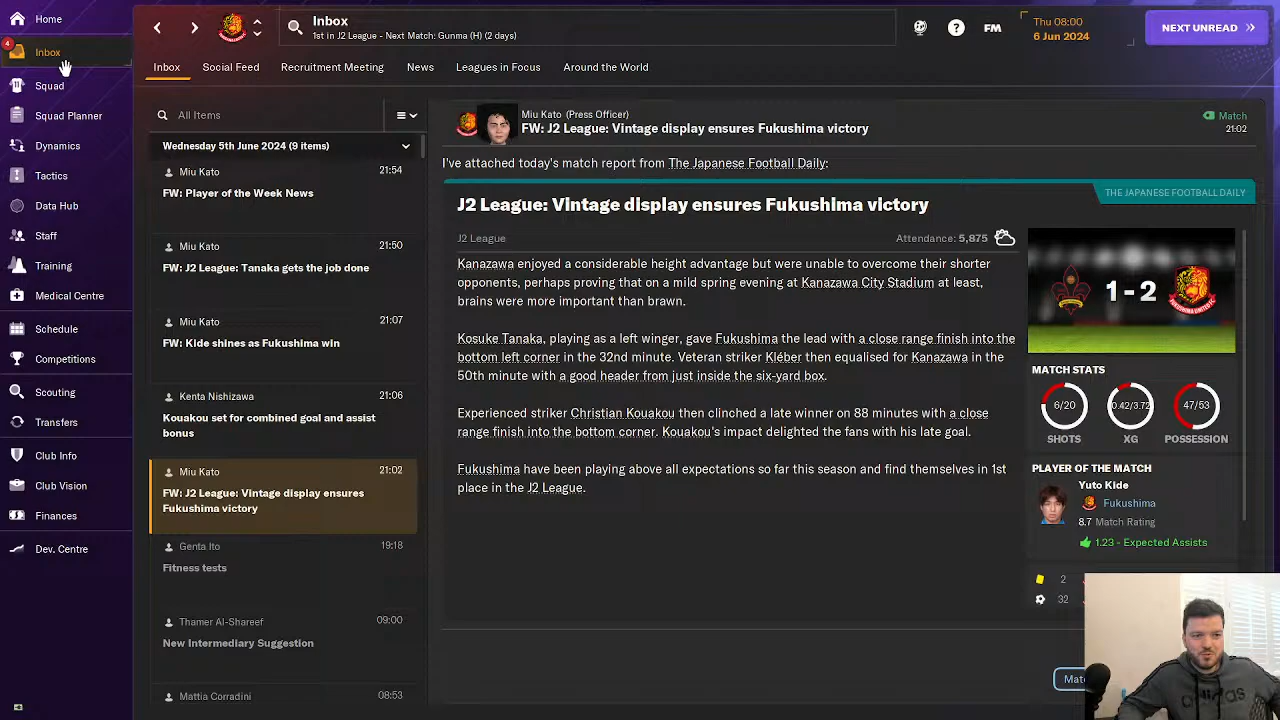 Home
4
Inbox
Squad
Squad Planner
Dynamics
Tactics
Data Hub
Staff
Training
Medical Centre
Schedule
Competitions
Scouting
Transfers
Club Info
Club Vision
Finances
Dev. Centre
Inbox
1st in J2 League - Next Match: Gunma (H) (2 days)
?
FM
Thu 08:00
6 Jun 2024
NEXT UNREAD
Inbox
Social Feed
Recruitment Meeting
News
Leagues in Focus
Around the World
All Items
Wednesday 5th June 2024 (9 items)
Miu Kato 21:54
FW: Player of the Week News
Miu Kato 21:50
FW: J2 League: Tanaka gets the job done
Miu Kato 21:07
FW: Kide shines as Fukushima win
Kenta Nishizawa 21:06
Kouakou set for combined goal and assist
bonus
Miu Kato 21:02
FW: J2 League: Vintage display ensures
Fukushima victory
Genta Ito 19:18
Fitness tests
Thamer Al-Shareef 09:00
New Intermediary Suggestion
Mattia Corradini 08:53
Miu Kato (Press Officer)
FW: J2 League: Vintage display ensures Fukushima victory
Match
21:02
I've attached today's match report from The Japanese Football Daily:
THE JAPANESE FOOTBALL DAILY
J2 League: Vintage display ensures Fukushima victory
J2 League
Attendance: 5,875
Kanazawa enjoyed a considerable height advantage but were unable to overcome their shorter
opponents, perhaps proving that on a mild spring evening at Kanazawa City Stadium at least,
brains were more important than brawn.
Kosuke Tanaka, playing as a left winger, gave Fukushima the lead with a close range finish into the
bottom left corner in the 32nd minute. Veteran striker Kléber then equalised for Kanazawa in the
50th minute with a good header from just inside the six-yard box.
Experienced striker Christian Kouakou then clinched a late winner on 88 minutes with a close
range finish into the bottom corner. Kouakou's impact delighted the fans with his late goal.
Fukushima have been playing above all expectations so far this season and find themselves in 1st
place in the J2 League.
1 - 2
MATCH STATS
6/20
0.42/3.72
47/53
SHOTS
XG
POSSESSION
PLAYER OF THE MATCH
Yuto Kide
Fukushima
8.7 Match Rating
1.23 - Expected Assists
2
32
adidas